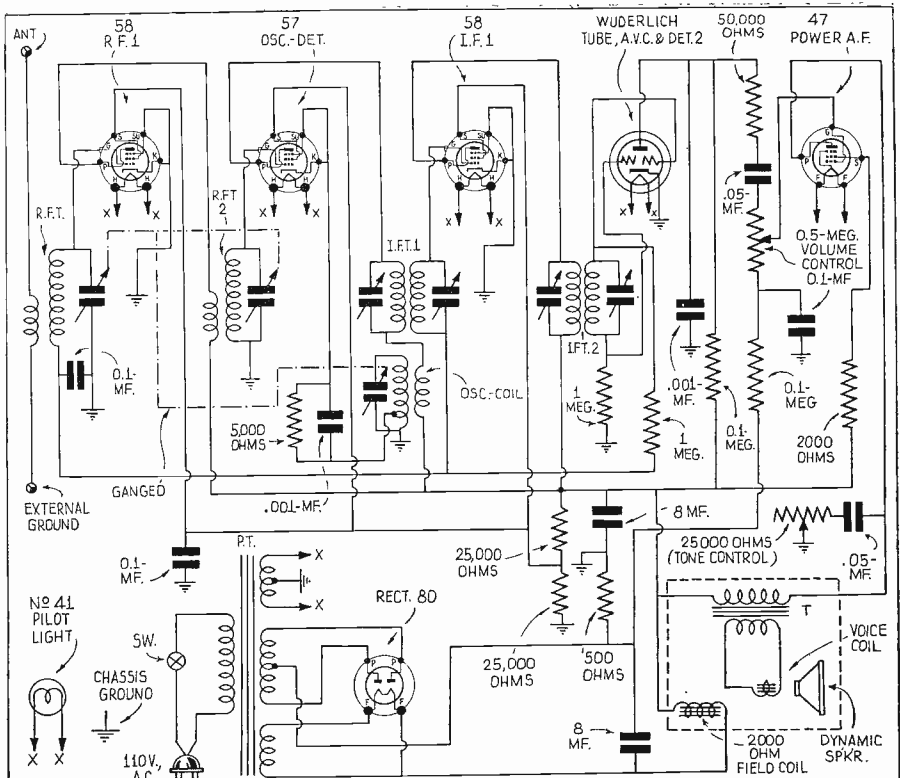 ANT
58
R.F.1
57
OSC.-DET.
58
I.F.1
WUDERLICH
TUBE, A.V.C. & DET.2
50,000
OHMS
47
POWER A.F.
G
P
S
SU
K
H
H
G
P
S
SU
K
H
H
G
P
S
SU
K
H
H
G
P
S
F
F
X
X
X
X
X
X
X
X
.05-
MF.
R.F.T.
R.F.T
2
I.F.T.1
I.F.T.2
0.5-MEG.
VOLUME
CONTROL
0.1-MF
0.1-
MF.
5,000
OHMS
OSC.-COIL
1
MEG.
1
MEG.
.001-
MF.
0.1-
MEG.
0.1-
MEG
2000
OHMS
GANGED
.001-MF.
EXTERNAL
GROUND
0.1-
MF.
P.T.
X
X
25,000
OHMS
8 MF.
25000 OHMS
(TONE CONTROL)
.05-
MF.
No 41
PILOT
LIGHT
SW.
RECT. 80
P
P
F
F
25,000
OHMS
500
OHMS
T
VOICE
COIL
CHASSIS
GROUND
X
X
110V.,
A.C.
8
MF.
2000
OHM
FIELD COIL
DYNAMIC
SPKR.